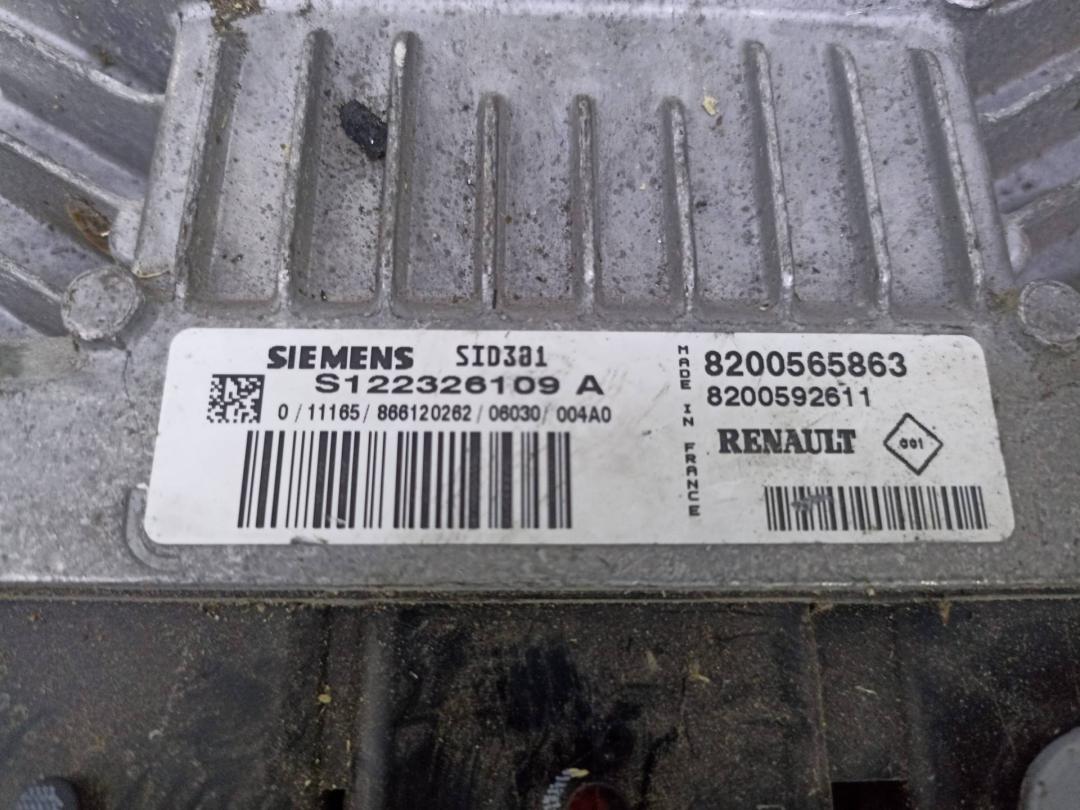 SIEMENS SID301
S122326109 A
0 / 11165 / 866120262 / 06030 / 004A0
MADE IN FRANCE
8200565863
8200592611
RENAULT 001